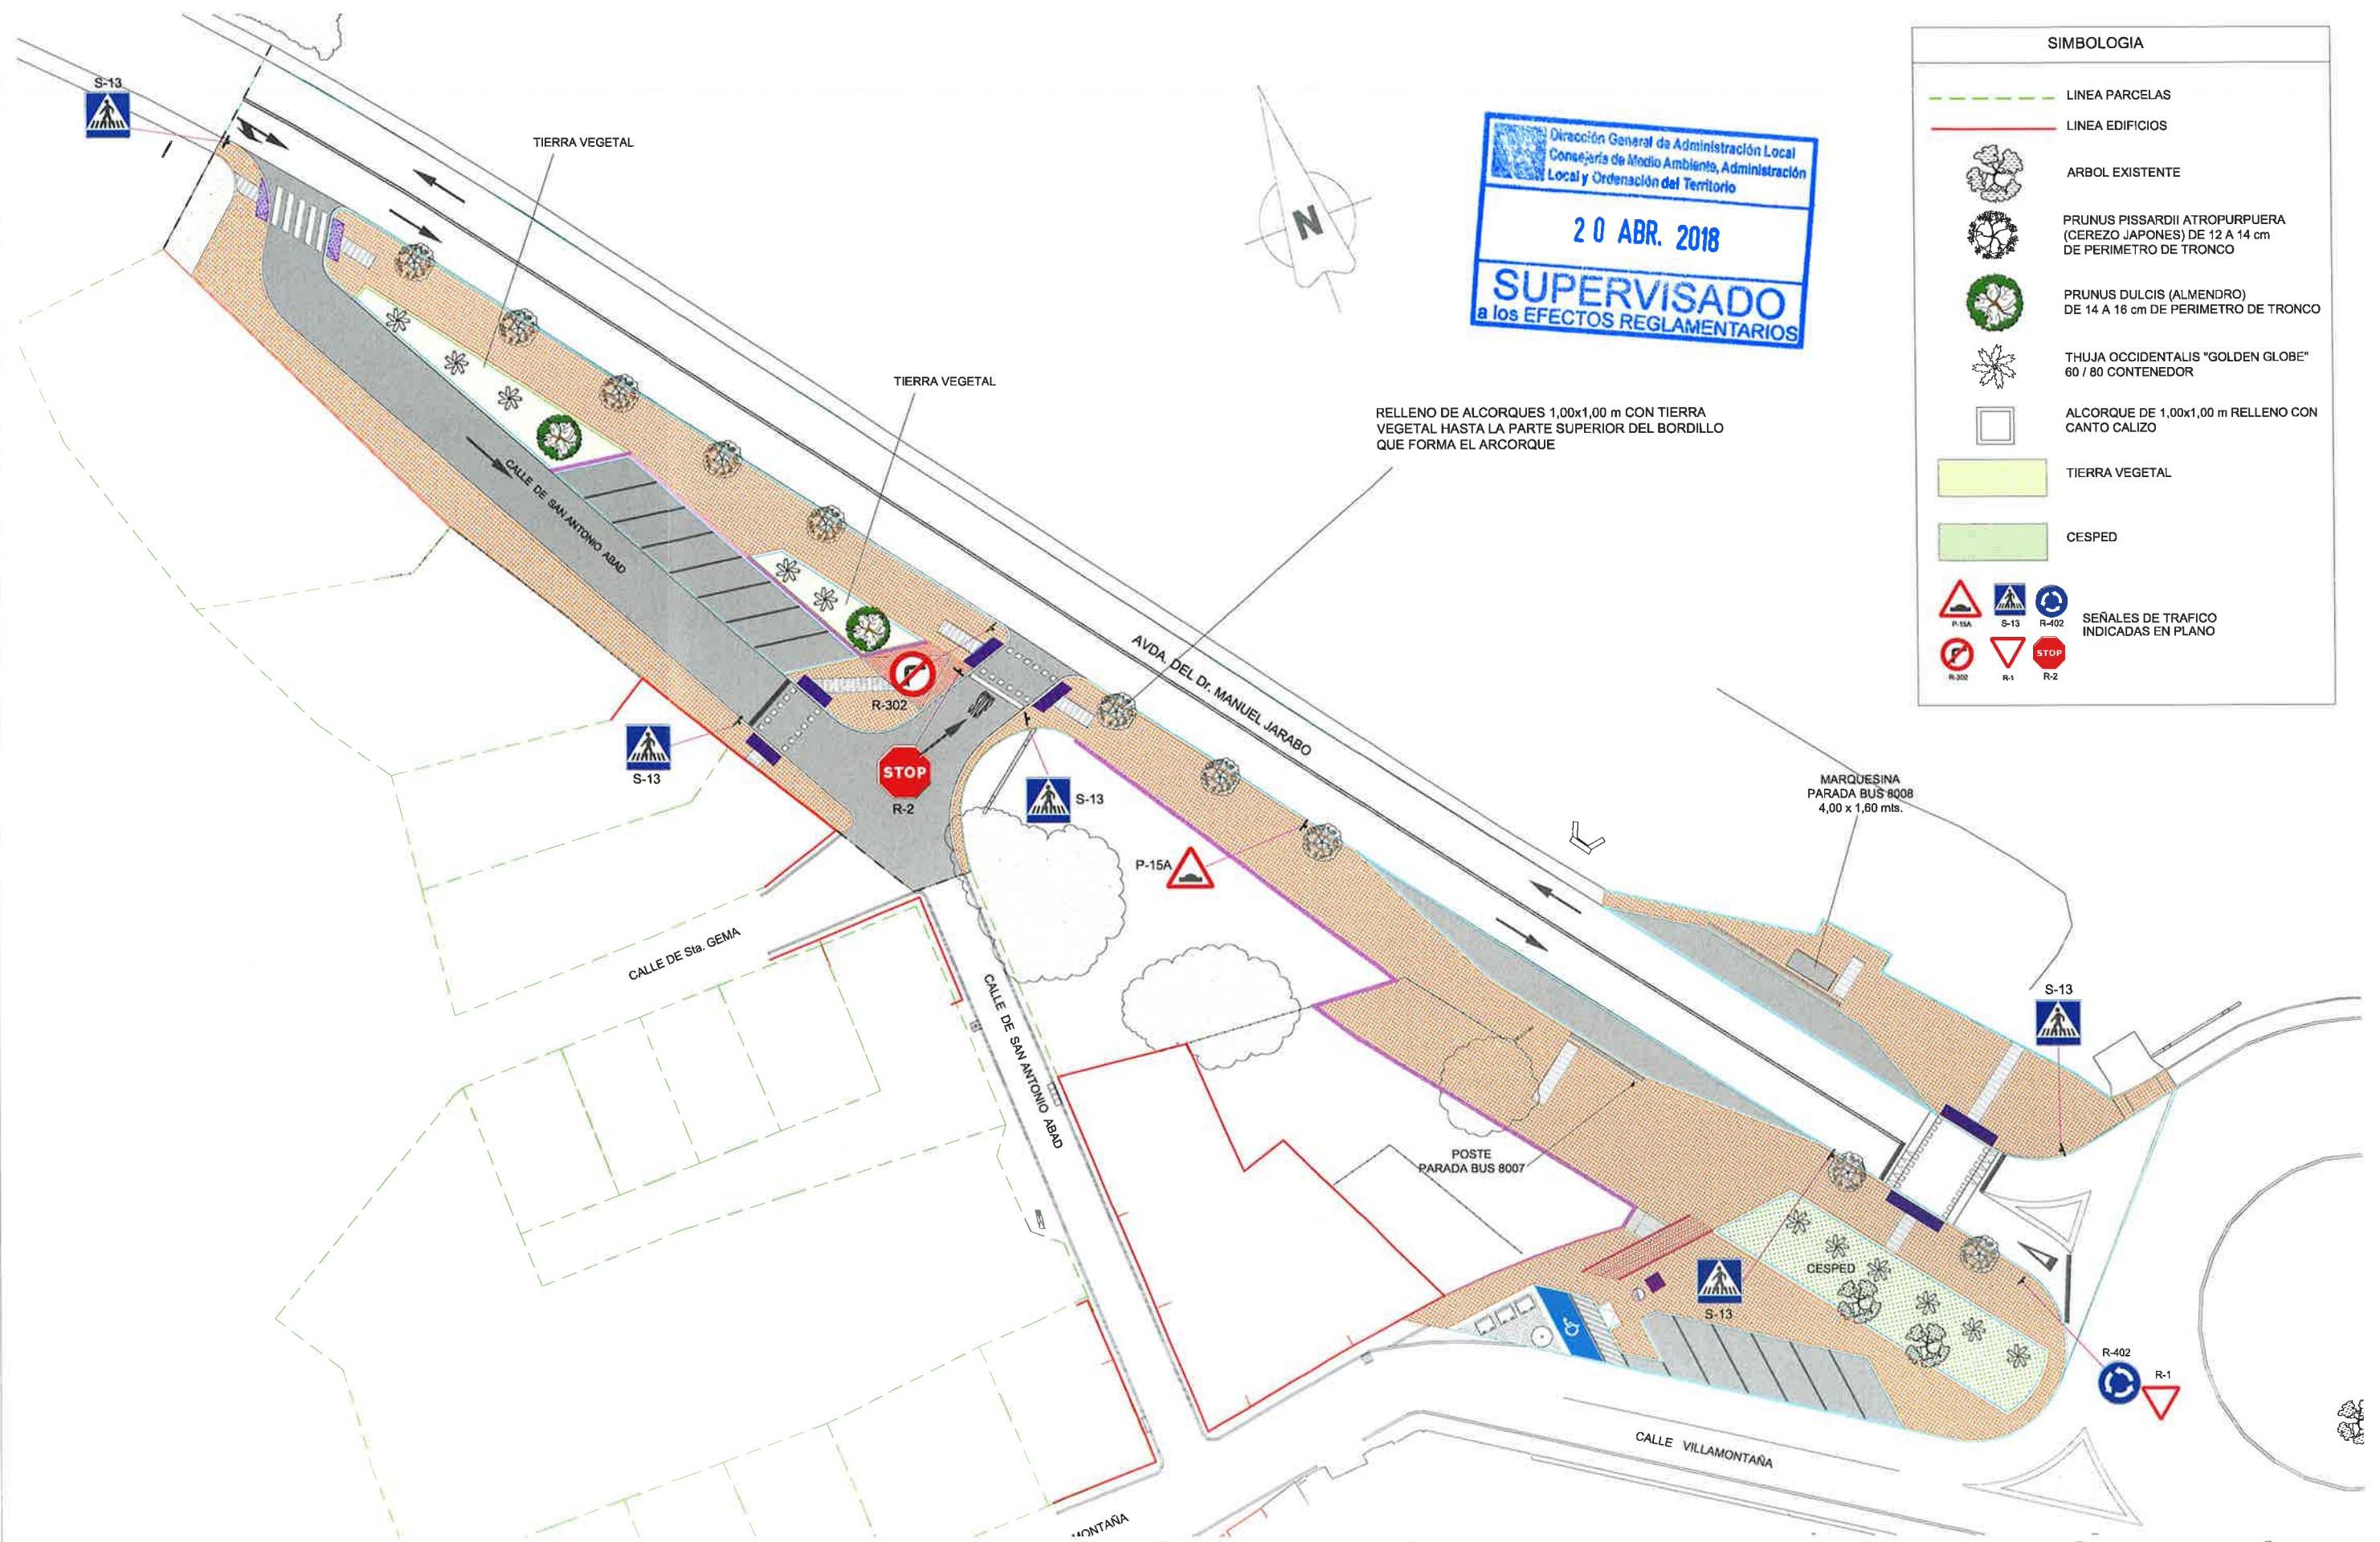 S-13
TIERRA VEGETAL
TIERRA VEGETAL
RELLENO DE ALCORQUES 1,00x1,00 m CON TIERRA
VEGETAL HASTA LA PARTE SUPERIOR DEL BORDILLO
QUE FORMA EL ARCORQUE
N
Dirección General de Administración Local
Consejería de Medio Ambiente, Administración
Local y Ordenación del Territorio
20 ABR. 2018
SUPERVISADO
a los EFECTOS REGLAMENTARIOS
SIMBOLOGIA
LINEA PARCELAS
LINEA EDIFICIOS
ARBOL EXISTENTE
PRUNUS PISSARDII ATROPURPUERA
(CEREZO JAPONES) DE 12 A 14 cm
DE PERIMETRO DE TRONCO
PRUNUS DULCIS (ALMENDRO)
DE 14 A 16 cm DE PERIMETRO DE TRONCO
THUJA OCCIDENTALIS "GOLDEN GLOBE"
60 / 80 CONTENEDOR
ALCORQUE DE 1,00x1,00 m RELLENO CON
CANTO CALIZO
TIERRA VEGETAL
CESPED
P-15A
S-13
R-402
SEÑALES DE TRAFICO
INDICADAS EN PLANO
STOP
R-302
R-1
R-2
CALLE DE SAN ANTONIO ABAD
AVDA. DEL Dr. MANUEL JARABO
R-302
S-13
STOP
R-2
S-13
P-15A
MARQUESINA
PARADA BUS 8008
4,00 x 1,60 mts.
CALLE DE Sta. GEMA
CALLE DE SAN ANTONIO ABAD
S-13
POSTE
PARADA BUS 8007
CESPED
S-13
R-402
R-1
CALLE VILLAMONTAÑA
MONTAÑA